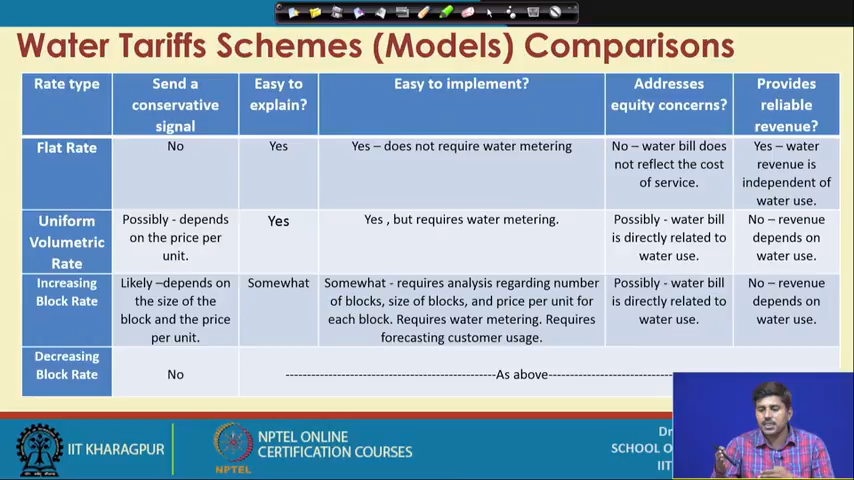 Water Tariffs Schemes (Models) Comparisons
Rate type
Send a
conservative
signal
Easy to
explain?
Easy to implement?
Addresses
equity concerns?
Provides
reliable
revenue?
Flat Rate
No
Yes
Yes – does not require water metering
No – water bill does
not reflect the cost
of service.
Yes – water
revenue is
independent of
water use.
Uniform
Volumetric
Rate
Possibly - depends
on the price per
unit.
Yes
Yes , but requires water metering.
Possibly - water bill
is directly related to
water use.
No – revenue
depends on
water use.
Increasing
Block Rate
Likely –depends on
the size of the
block and the price
per unit.
Somewhat
Somewhat - requires analysis regarding number
of blocks, size of blocks, and price per unit for
each block. Requires water metering. Requires
forecasting customer usage.
Possibly - water bill
is directly related to
water use.
No – revenue
depends on
water use.
Decreasing
Block Rate
No
------------------------------------------As above------------------------
IIT KHARAGPUR
NPTEL
NPTEL ONLINE
CERTIFICATION COURSES
Dr
SCHOOL OF
IIT